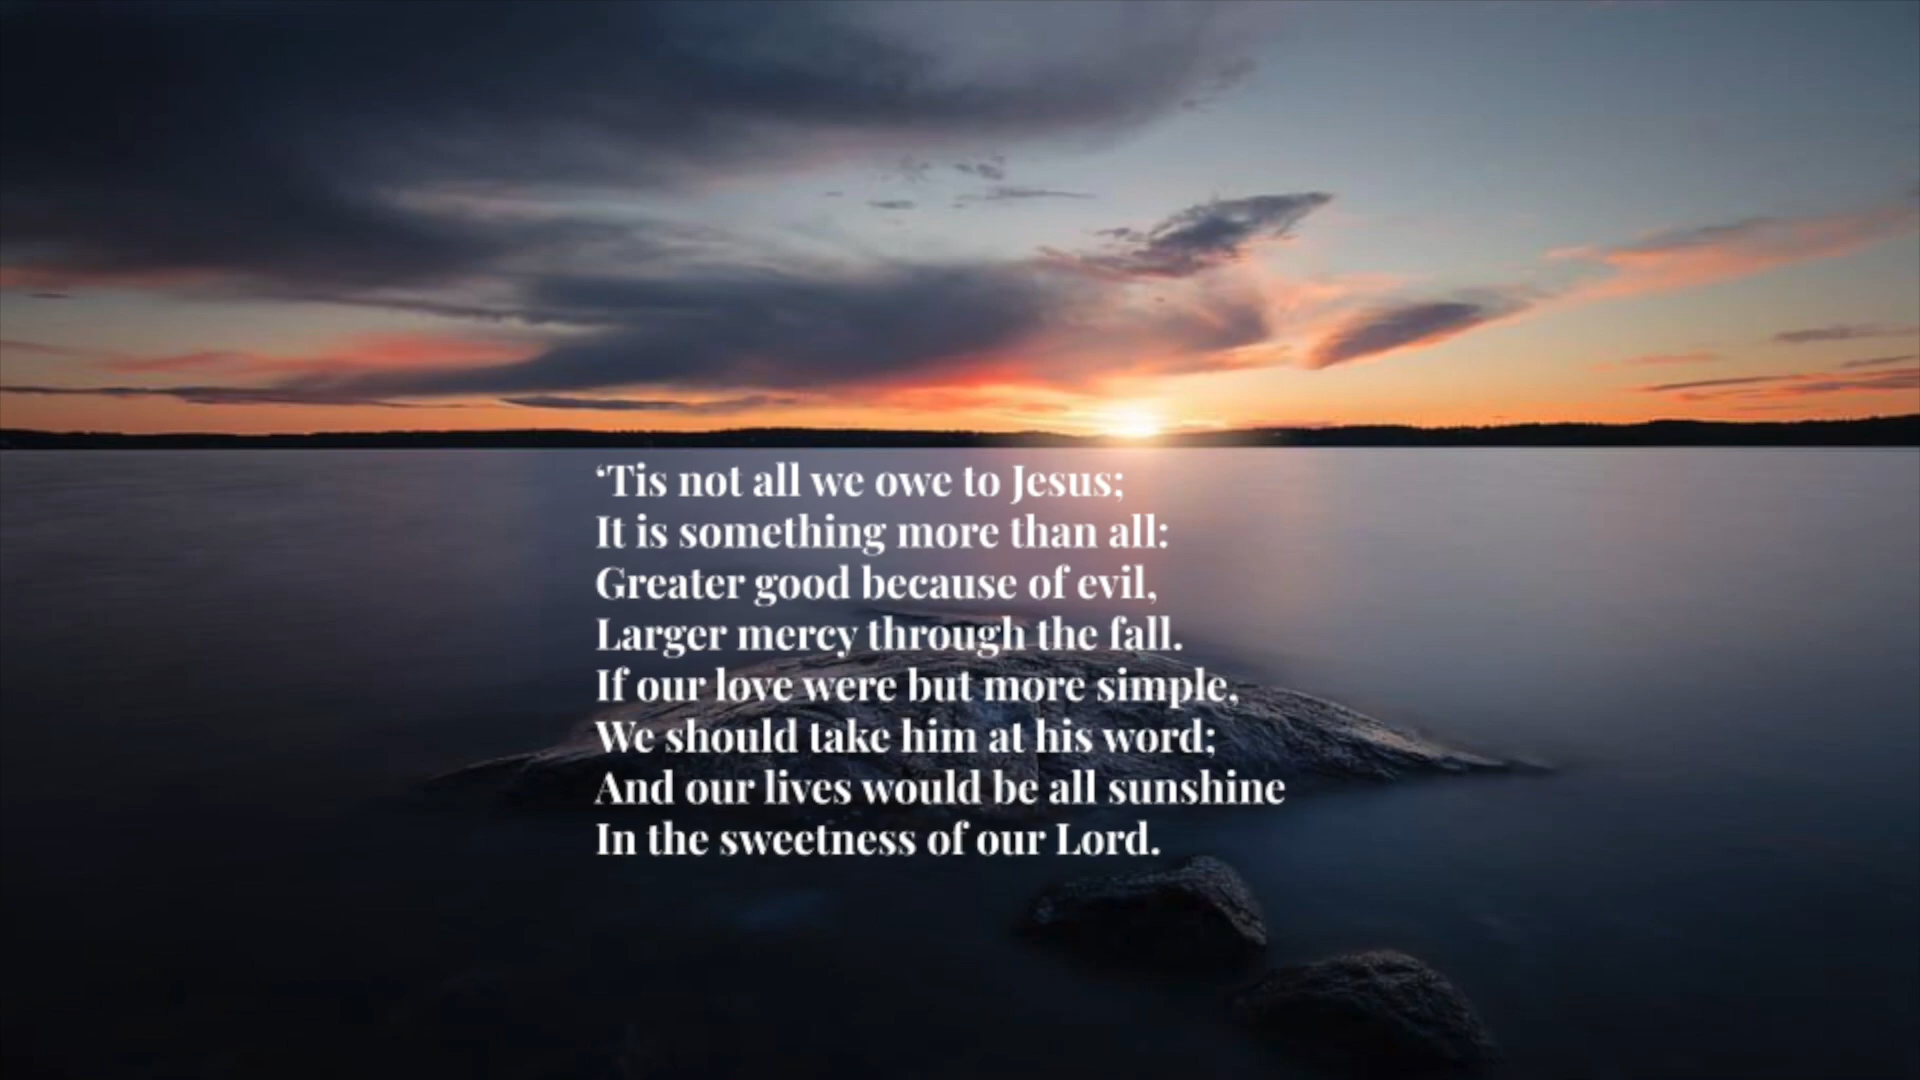 ‘Tis not all we owe to Jesus;
It is something more than all:
Greater good because of evil,
Larger mercy through the fall.
If our love were but more simple,
We should take him at his word;
And our lives would be all sunshine
In the sweetness of our Lord.